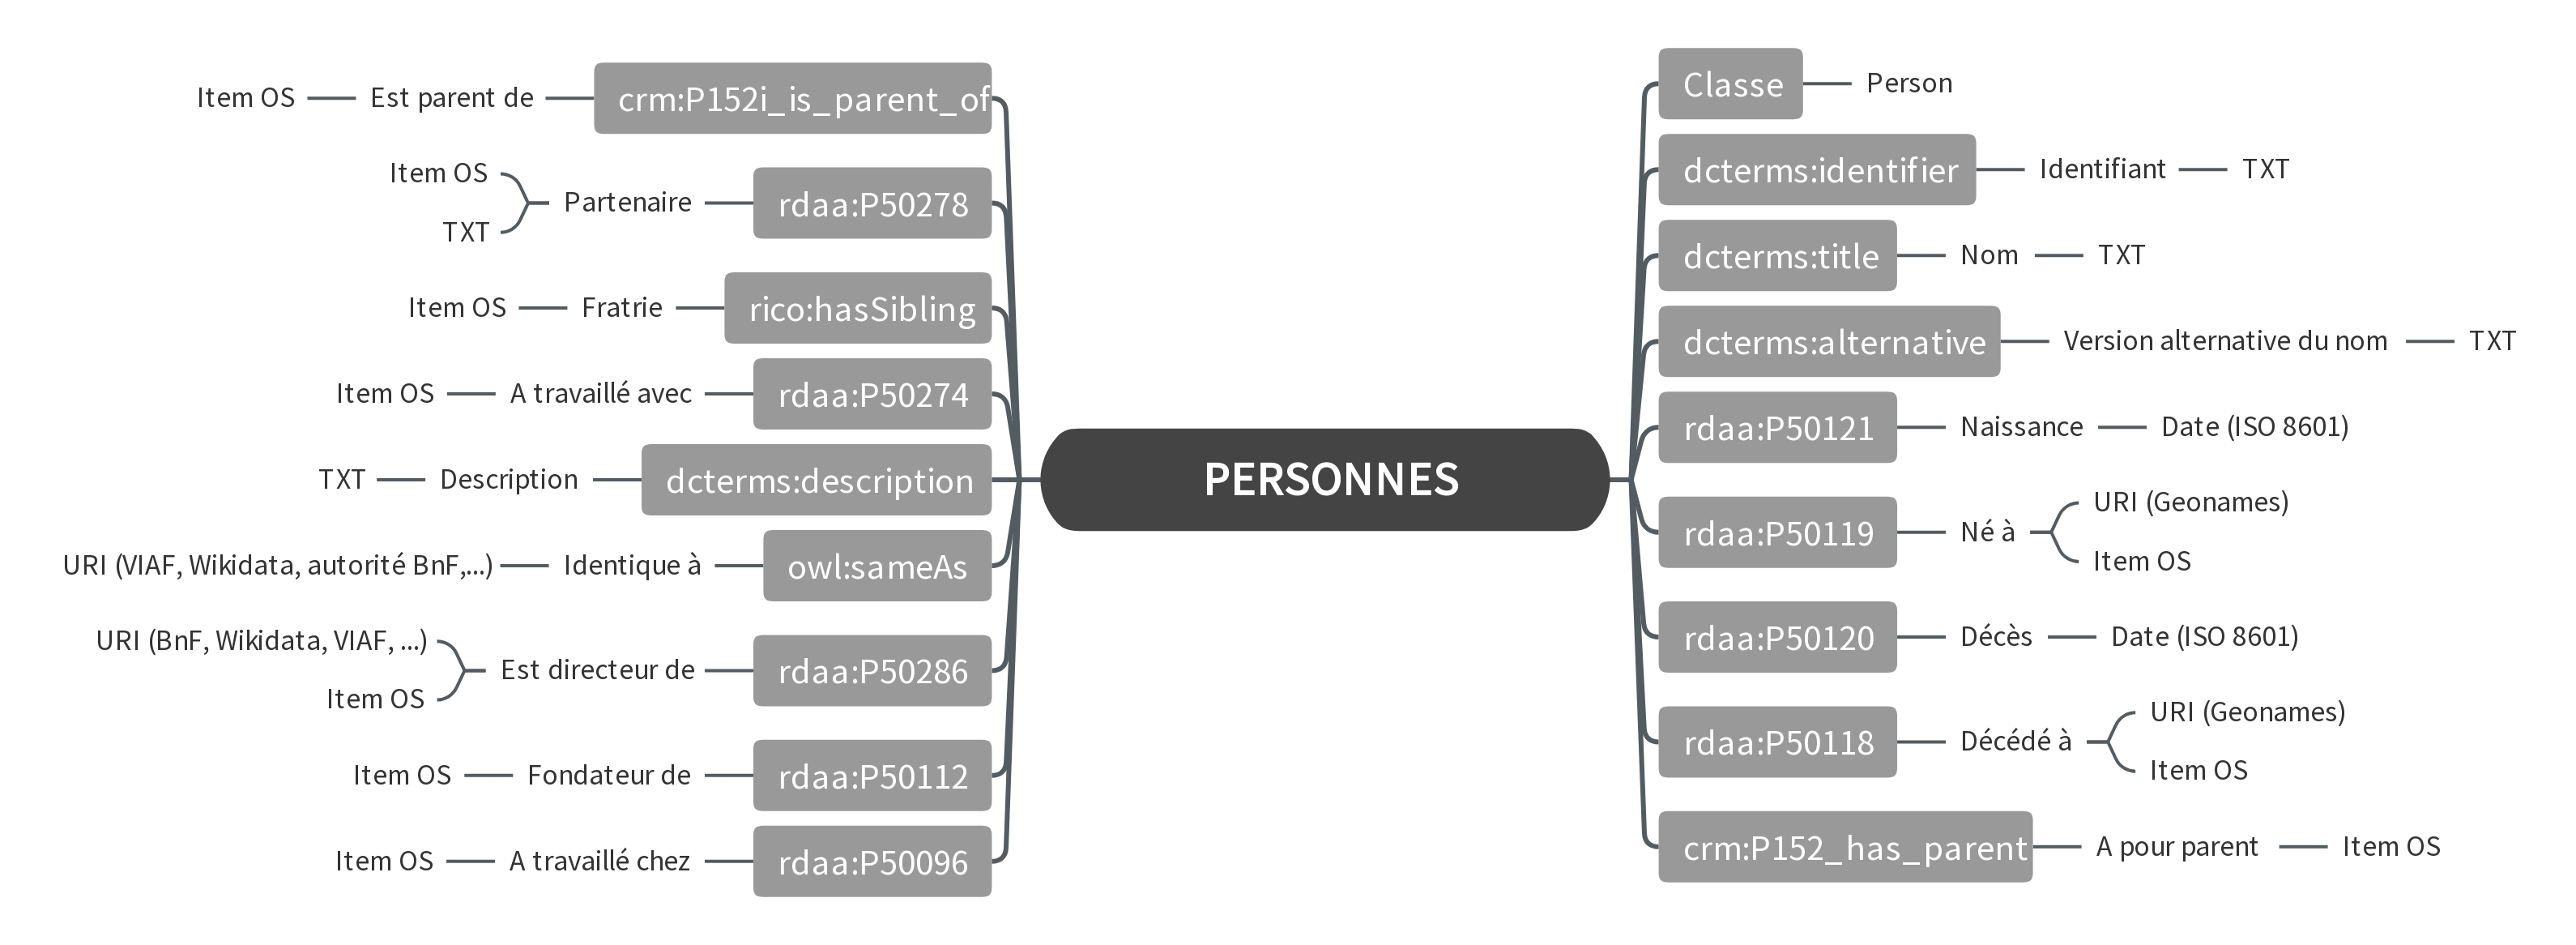 PERSONNES
Classe
Person
dcterms:identifier
Identifiant
TXT
dcterms:title
Nom
TXT
dcterms:alternative
Version alternative du nom
TXT
rdaa:P50121
Naissance
Date (ISO 8601)
rdaa:P50119
Né à
URI (Geonames)
Item OS
rdaa:P50120
Décès
Date (ISO 8601)
rdaa:P50118
Décédé à
URI (Geonames)
Item OS
crm:P152_has_parent
A pour parent
Item OS
crm:P152i_is_parent_of
Est parent de
Item OS
rdaa:P50278
Partenaire
Item OS
TXT
rico:hasSibling
Fratrie
Item OS
rdaa:P50274
A travaillé avec
Item OS
dcterms:description
Description
TXT
owl:sameAs
Identique à
URI (VIAF, Wikidata, autorité BnF,...)
rdaa:P50286
Est directeur de
URI (BnF, Wikidata, VIAF, ...)
Item OS
rdaa:P50112
Fondateur de
Item OS
rdaa:P50096
A travaillé chez
Item OS